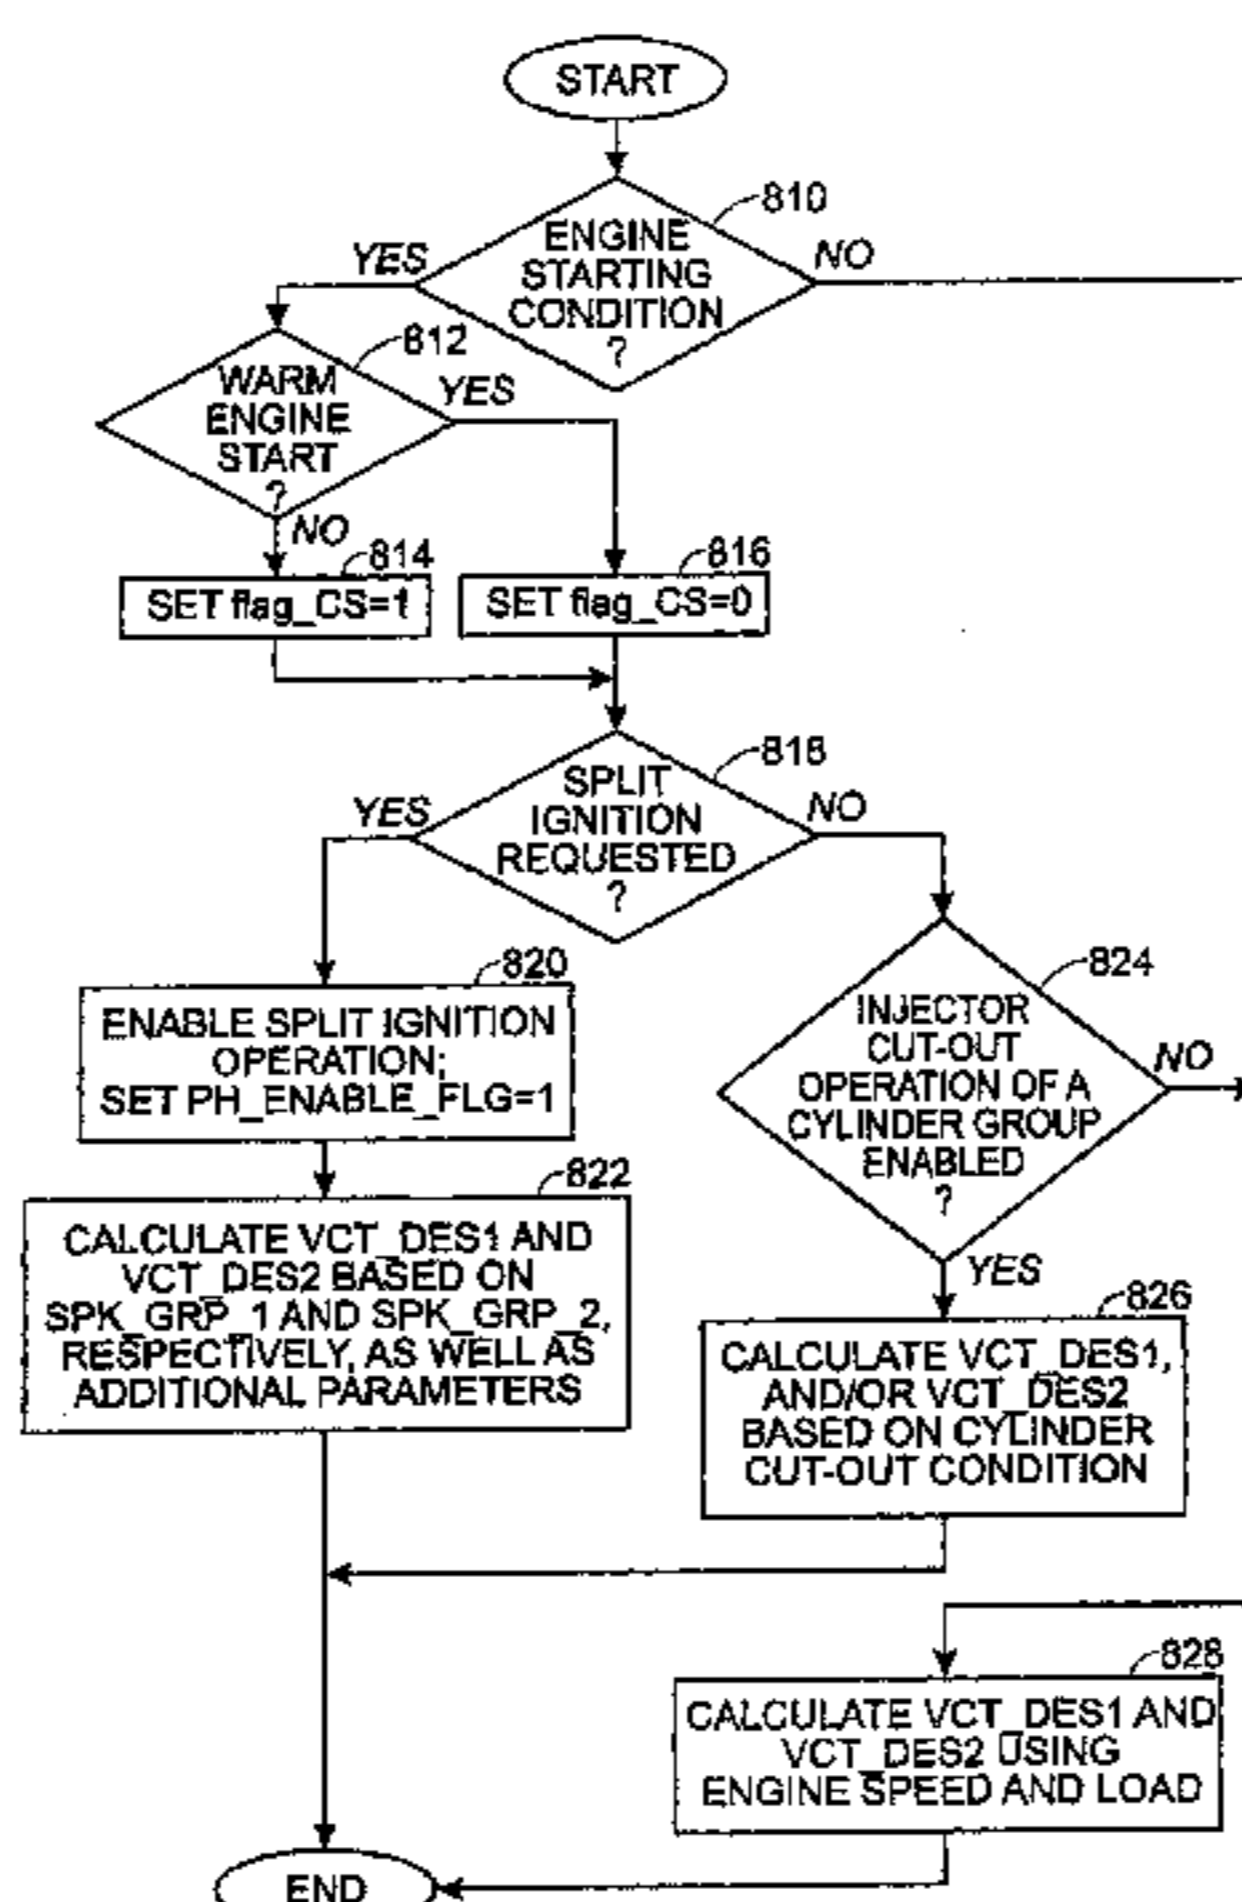 START
810
ENGINE
STARTING
CONDITION
?
YES
NO
812
WARM
ENGINE
START
?
YES
NO
814
SET flag_CS=1
816
SET flag_CS=0
818
SPLIT
IGNITION
REQUESTED
?
YES
NO
820
ENABLE SPLIT IGNITION
OPERATION;
SET PH_ENABLE_FLG=1
824
INJECTOR
CUT-OUT
OPERATION OF A
CYLINDER GROUP
ENABLED
?
NO
YES
822
CALCULATE VCT_DES1 AND
VCT_DES2 BASED ON
SPK_GRP_1 AND SPK_GRP_2,
RESPECTIVELY, AS WELL AS
ADDITIONAL PARAMETERS
826
CALCULATE VCT_DES1,
AND/OR VCT_DES2
BASED ON CYLINDER
CUT-OUT CONDITION
828
CALCULATE VCT_DES1 AND
VCT_DES2 USING
ENGINE SPEED AND LOAD
END